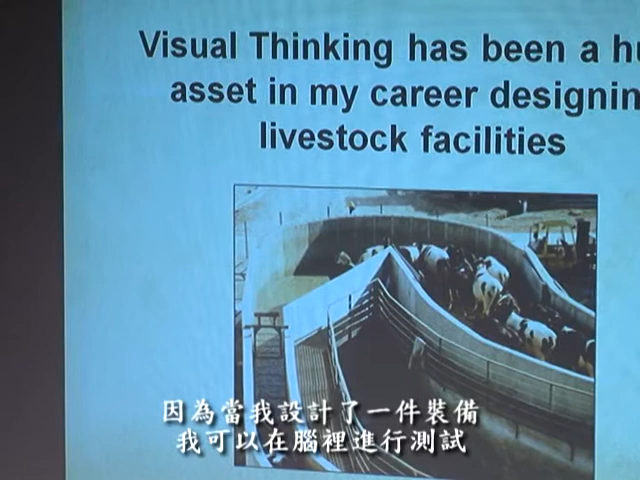 Visual Thinking has been a hu
asset in my career designin
livestock facilities
因為當我設計了一件裝備
我可以在腦裡進行測試